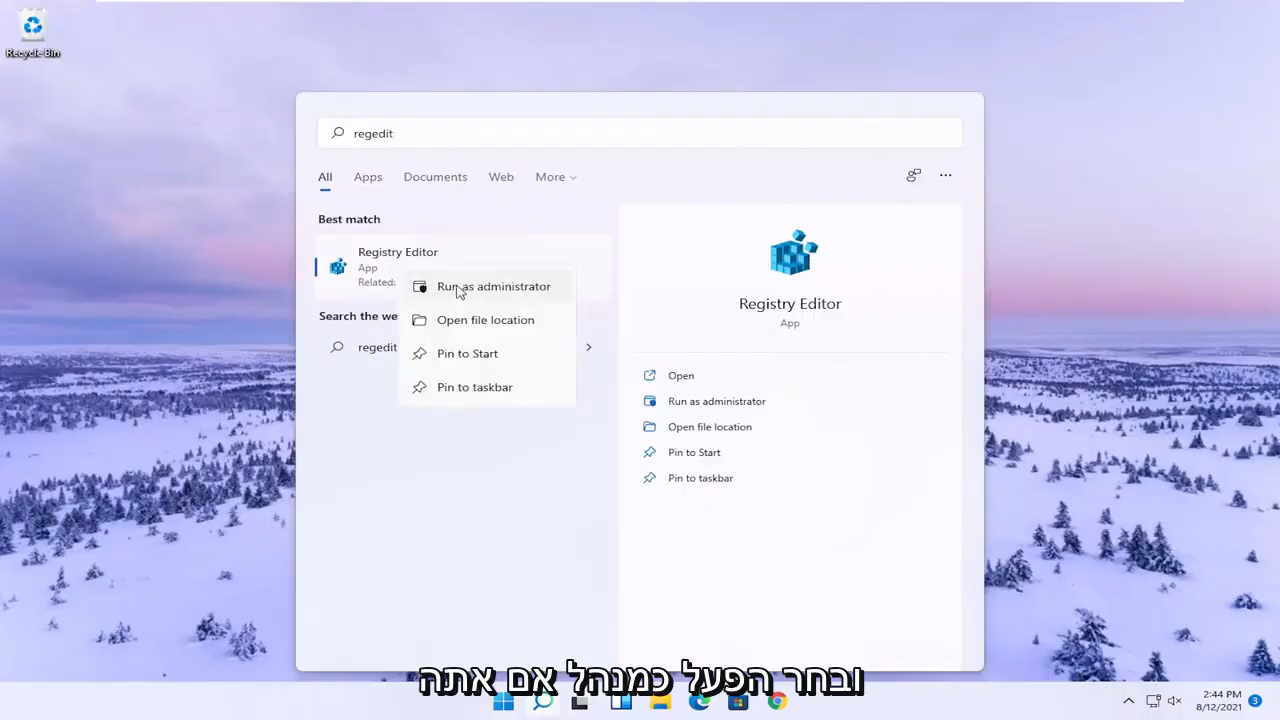 Recycle Bin
regedit
All Apps Documents Web More
Best match
Registry Editor
App
Related:
Run as administrator
Open file location
Pin to Start
Pin to taskbar
Search the we
regedit
Registry Editor
App
Open
Run as administrator
Open file location
Pin to Start
Pin to taskbar
ובחר הפעל כמנהל אם אתה
2:44 PM
8/12/2021
3